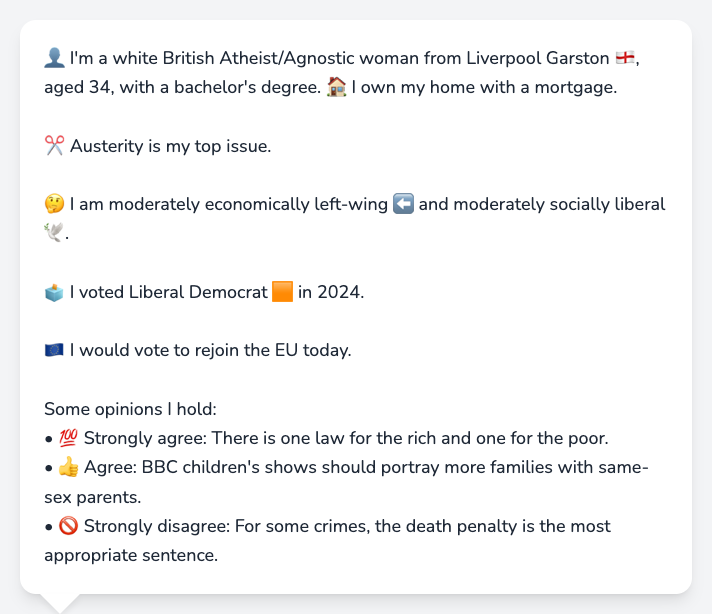 👤 I'm a white British Atheist/Agnostic woman from Liverpool Garston 🏴󠁧󠁢󠁥󠁮󠁧󠁿,
aged 34, with a bachelor's degree. 🏠 I own my home with a mortgage.
✂️ Austerity is my top issue.
🤔 I am moderately economically left-wing ⬅️ and moderately socially liberal
🕊️.
🗳️ I voted Liberal Democrat 🟧 in 2024.
🇪🇺 I would vote to rejoin the EU today.
Some opinions I hold:
• 💯 Strongly agree: There is one law for the rich and one for the poor.
• 👍 Agree: BBC children's shows should portray more families with same-
sex parents.
• 🚫 Strongly disagree: For some crimes, the death penalty is the most
appropriate sentence.